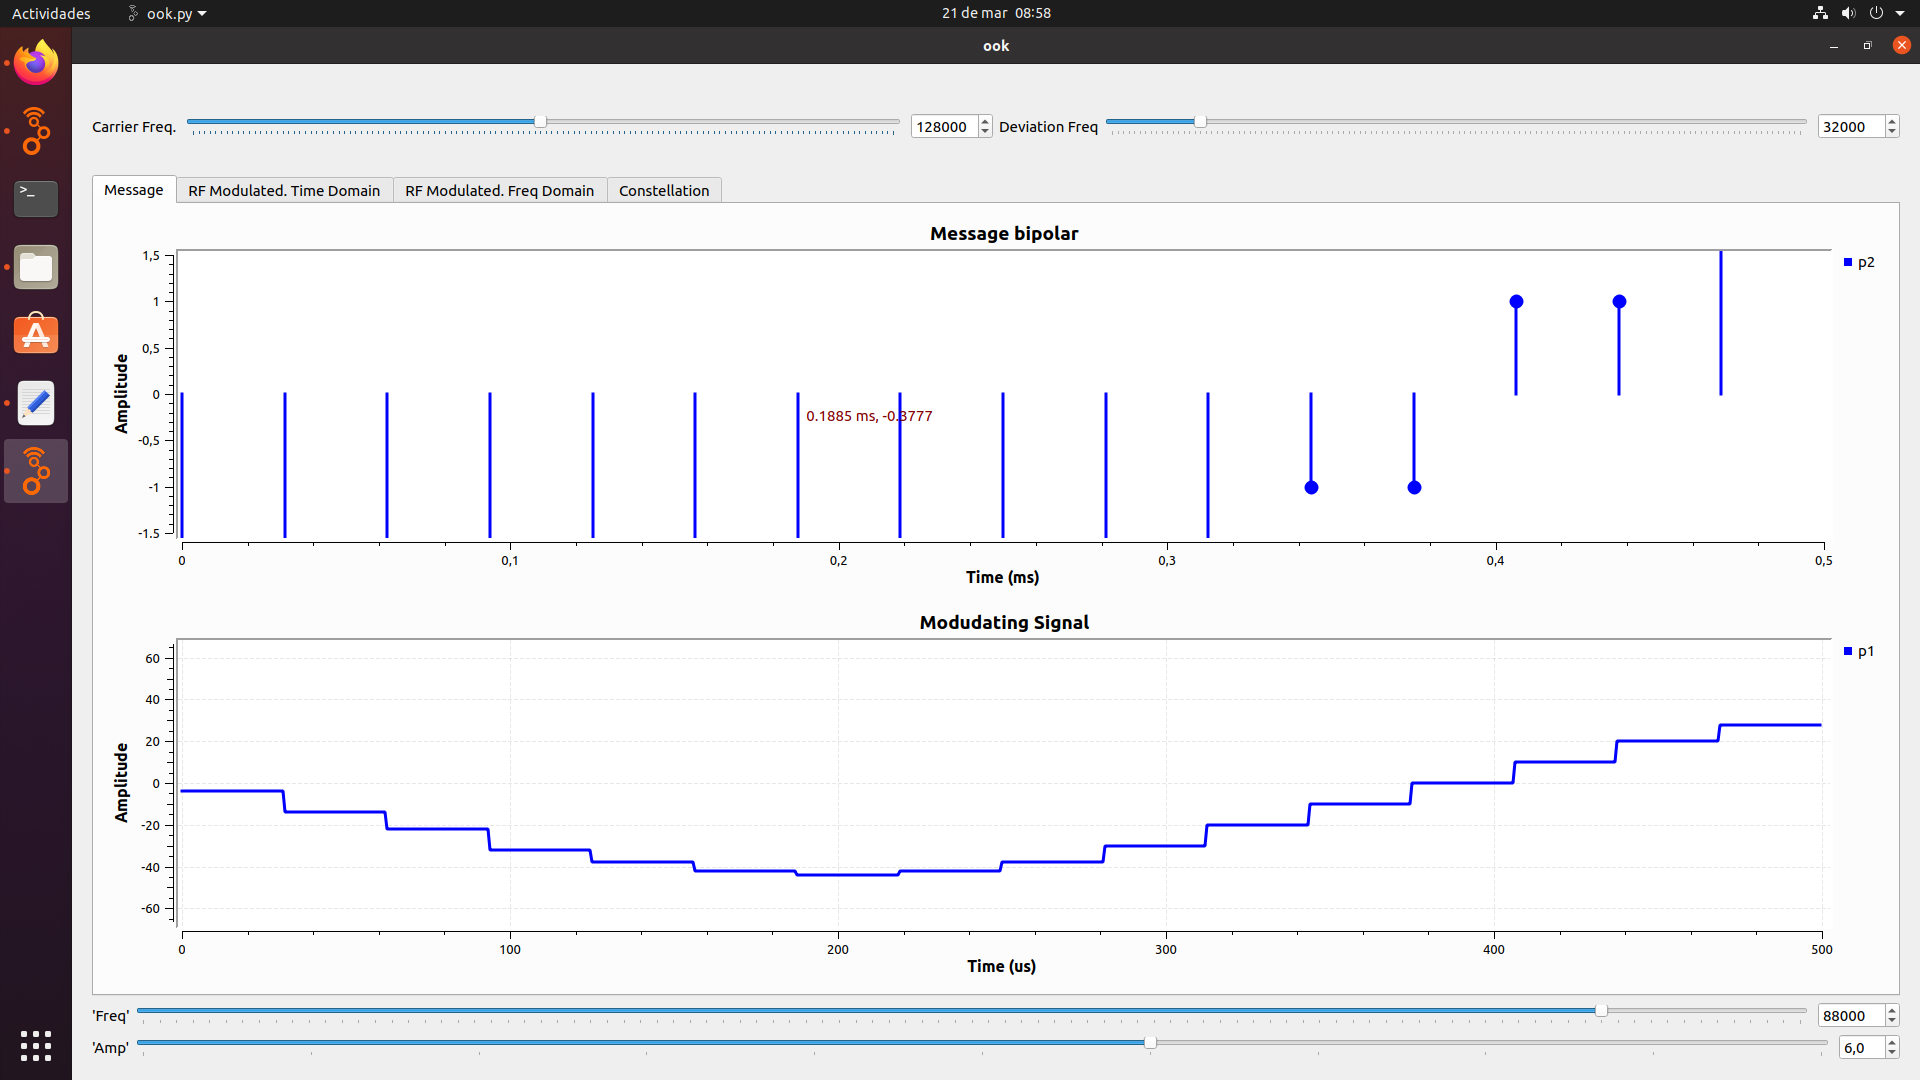 Actividades ook.py 21 de mar 08:58
ook
Carrier Freq. 128000 Deviation Freq 32000
Message RF Modulated. Time Domain RF Modulated. Freq Domain Constellation
Message bipolar
p2
1,5
1
0,5
0
-0,5
-1
-1.5
Amplitude
0.1885 ms, -0.3777
0 0,1 0,2 0,3 0,4 0,5
Time (ms)
Modudating Signal
p1
60
40
20
0
-20
-40
-60
Amplitude
0 100 200 300 400 500
Time (us)
'Freq' 88000
'Amp' 6,0